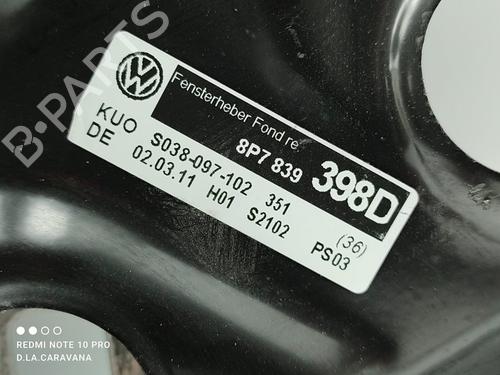 B-PARTS
Fensterheber Fond re.
8P7 839 398D
KUO S038-097-102 351 (36)
DE 02.03.11 H01 S2102 PS03
REDMI NOTE 10 PRO
D.LA.CARAVANA